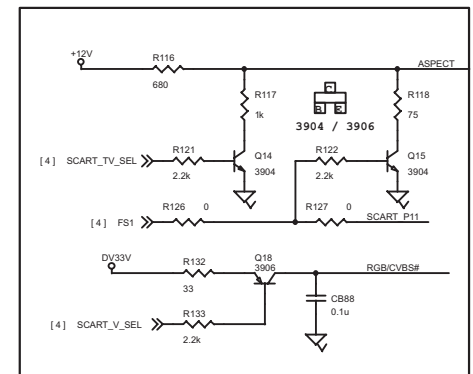 +12V
R116
680
ASPECT
R117
1k
C
B E
3904 / 3906
R118
75
[4] SCART_TV_SEL
R121
2.2k
Q14
3904
R122
2.2k
Q15
3904
[4] FS1
R126 0
R127 0
SCART_P11
DV33V
R132
33
Q18
3906
RGB/CVBS#
CB88
0.1u
[4] SCART_V_SEL
R133
2.2k